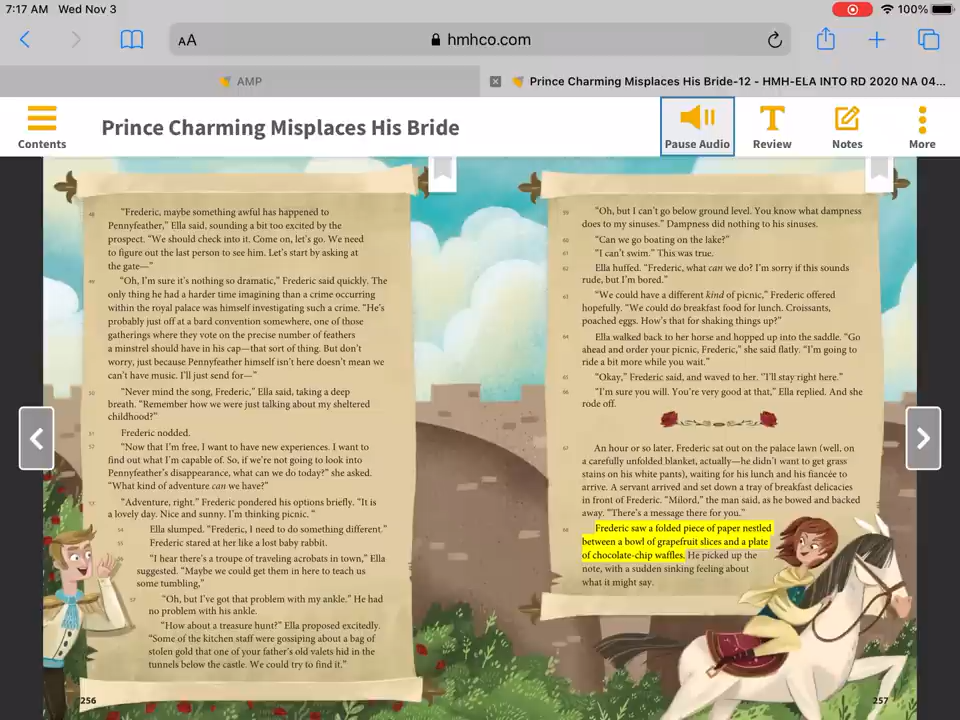 7:17 AM Wed Nov 3
100%
AA
hmhco.com
AMP
Prince Charming Misplaces His Bride-12 - HMH-ELA INTO RD 2020 NA 04...
Contents
Prince Charming Misplaces His Bride
Pause Audio
Review
Notes
More
48 “Frederic, maybe something awful has happened to
Pennyfeather,” Ella said, sounding a bit too excited by the
prospect. “We should check into it. Come on, let’s go. We need
to figure out the last person to see him. Let’s start by asking at
the gate—”
49 “Oh, I’m sure it’s nothing so dramatic,” Frederic said quickly. The
only thing he had a harder time imagining than a crime occurring
within the royal palace was himself investigating such a crime. “He’s
probably just off at a bard convention somewhere, one of those
gatherings where they vote on the precise number of feathers
a minstrel should have in his cap—that sort of thing. But don’t
worry, just because Pennyfeather himself isn’t here doesn’t mean we
can’t have music. I’ll just send for—”
50 “Never mind the song, Frederic,” Ella said, taking a deep
breath. “Remember how we were just talking about my sheltered
childhood?”
51 Frederic nodded.
52 “Now that I’m free, I want to have new experiences. I want to
find out what I’m capable of. So, if we’re not going to look into
Pennyfeather’s disappearance, what can we do today?” she asked.
“What kind of adventure can we have?”
53 “Adventure, right.” Frederic pondered his options briefly. “It is
a lovely day. Nice and sunny. I’m thinking picnic. “
54 Ella slumped. “Frederic, I need to do something different.”
55 Frederic stared at her like a lost baby rabbit.
56 “I hear there’s a troupe of traveling acrobats in town,” Ella
suggested. “Maybe we could get them in here to teach us
some tumbling,”
57 “Oh, but I’ve got that problem with my ankle.” He had
no problem with his ankle.
“How about a treasure hunt?” Ella proposed excitedly.
“Some of the kitchen staff were gossiping about a bag of
stolen gold that one of your father’s old valets hid in the
tunnels below the castle. We could try to find it.”
256
59 “Oh, but I can’t go below ground level. You know what dampness
does to my sinuses.” Dampness did nothing to his sinuses.
60 “Can we go boating on the lake?”
61 “I can’t swim.” This was true.
62 Ella huffed. “Frederic, what can we do? I’m sorry if this sounds
rude, but I’m bored.”
63 “We could have a different kind of picnic,” Frederic offered
hopefully. “We could do breakfast food for lunch. Croissants,
poached eggs. How’s that for shaking things up?”
64 Ella walked back to her horse and hopped up into the saddle. “Go
ahead and order your picnic, Frederic,” she said flatly. “I’m going to
ride a bit more while you wait.”
65 “Okay,” Frederic said, and waved to her. “I’ll stay right here.”
66 “I’m sure you will. You’re very good at that,” Ella replied. And she
rode off.
67 An hour or so later, Frederic sat out on the palace lawn (well, on
a carefully unfolded blanket, actually—he didn’t want to get grass
stains on his white pants), waiting for his lunch and his fiancée to
arrive. A servant arrived and set down a tray of breakfast delicacies
in front of Frederic. “Milord,” the man said, as he bowed and backed
away. “There’s a message there for you.”
68 Frederic saw a folded piece of paper nestled
between a bowl of grapefruit slices and a plate
of chocolate-chip waffles. He picked up the
note, with a sudden sinking feeling about
what it might say.
257